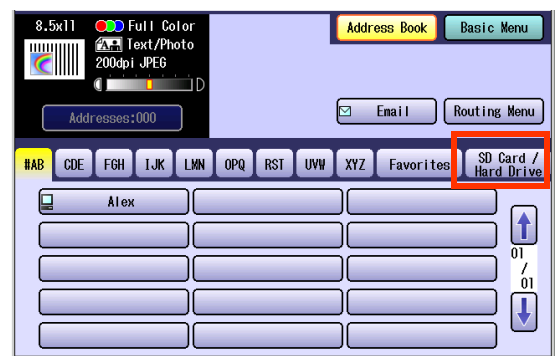 8.5x11 Full Color
A Text/Photo
200dpi JPEG
Addresses:000
Address Book
Basic Menu
Email
Routing Menu
#AB CDE FGH IJK LMN OPQ RST UVW XYZ Favorites
SD Card /
Hard Drive
Alex
01
/
01